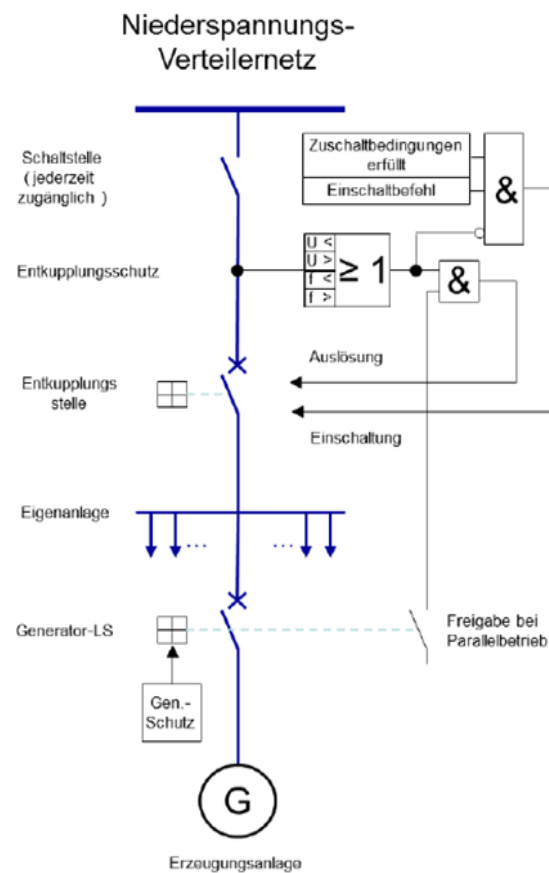 Niederspannungs-
Verteilernetz
Schaltstelle
( jederzeit
zugänglich )
Zuschaltbedingungen
erfüllt
Einschaltbefehl
&
Entkupplungsschutz
U <
U >
f <
f >
≥ 1
&
Auslösung
Entkupplungs
stelle
Einschaltung
Eigenanlage
...
...
Generator-LS
Freigabe bei
Parallelbetrieb
Gen.-
Schutz
G
Erzeugungsanlage